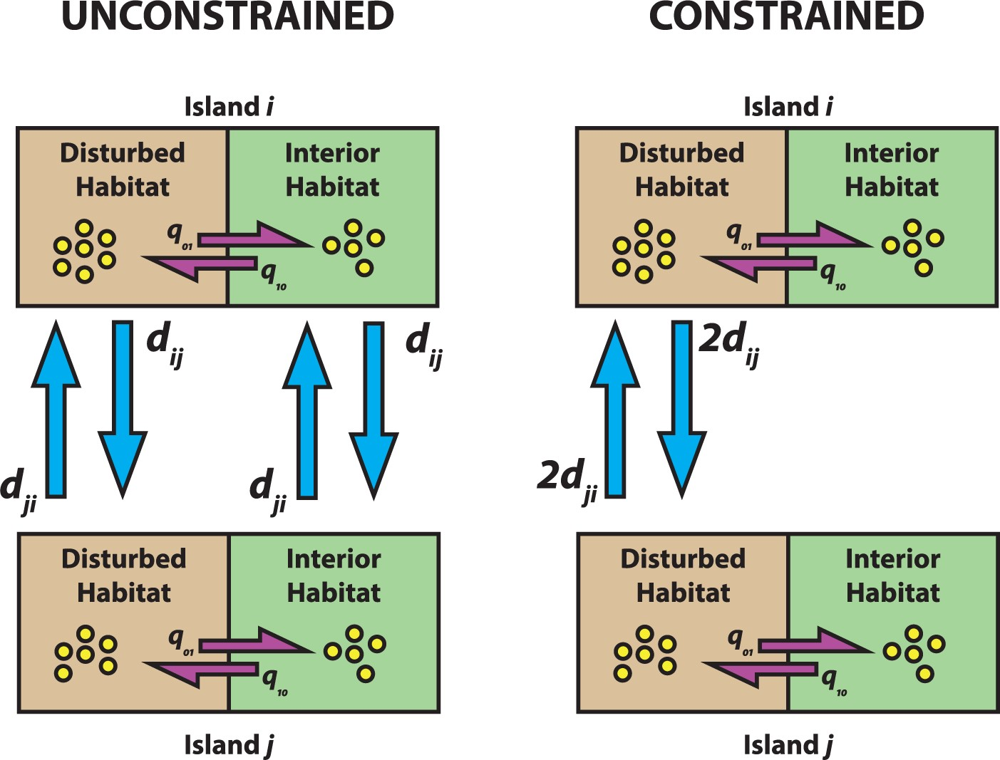 UNCONSTRAINED
CONSTRAINED
Island i
Island i
Disturbed
Habitat
Interior
Habitat
q01
q10
Disturbed
Habitat
Interior
Habitat
q01
q10
dij
dij
dji
dji
2dij
2dji
Disturbed
Habitat
Interior
Habitat
q01
q10
Disturbed
Habitat
Interior
Habitat
q01
q10
Island j
Island j